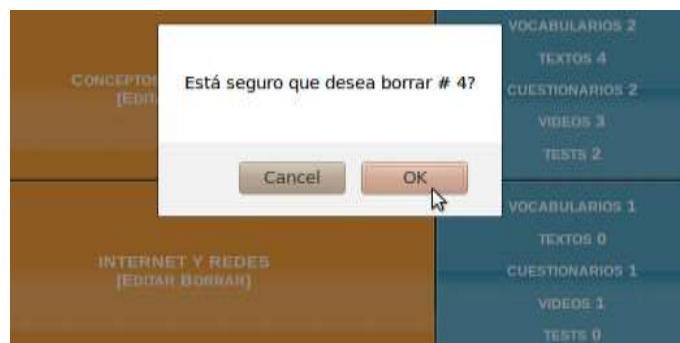 VOCABULARIOS 2
TEXTOS 4
CUESTIONARIOS 2
VIDEOS 3
TESTS 2
Está seguro que desea borrar # 4?
Cancel
OK
INTERNET Y REDES
[EDITAR BORRAR]
VOCABULARIOS 1
TEXTOS 0
CUESTIONARIOS 1
VIDEOS 1
TESTS 0